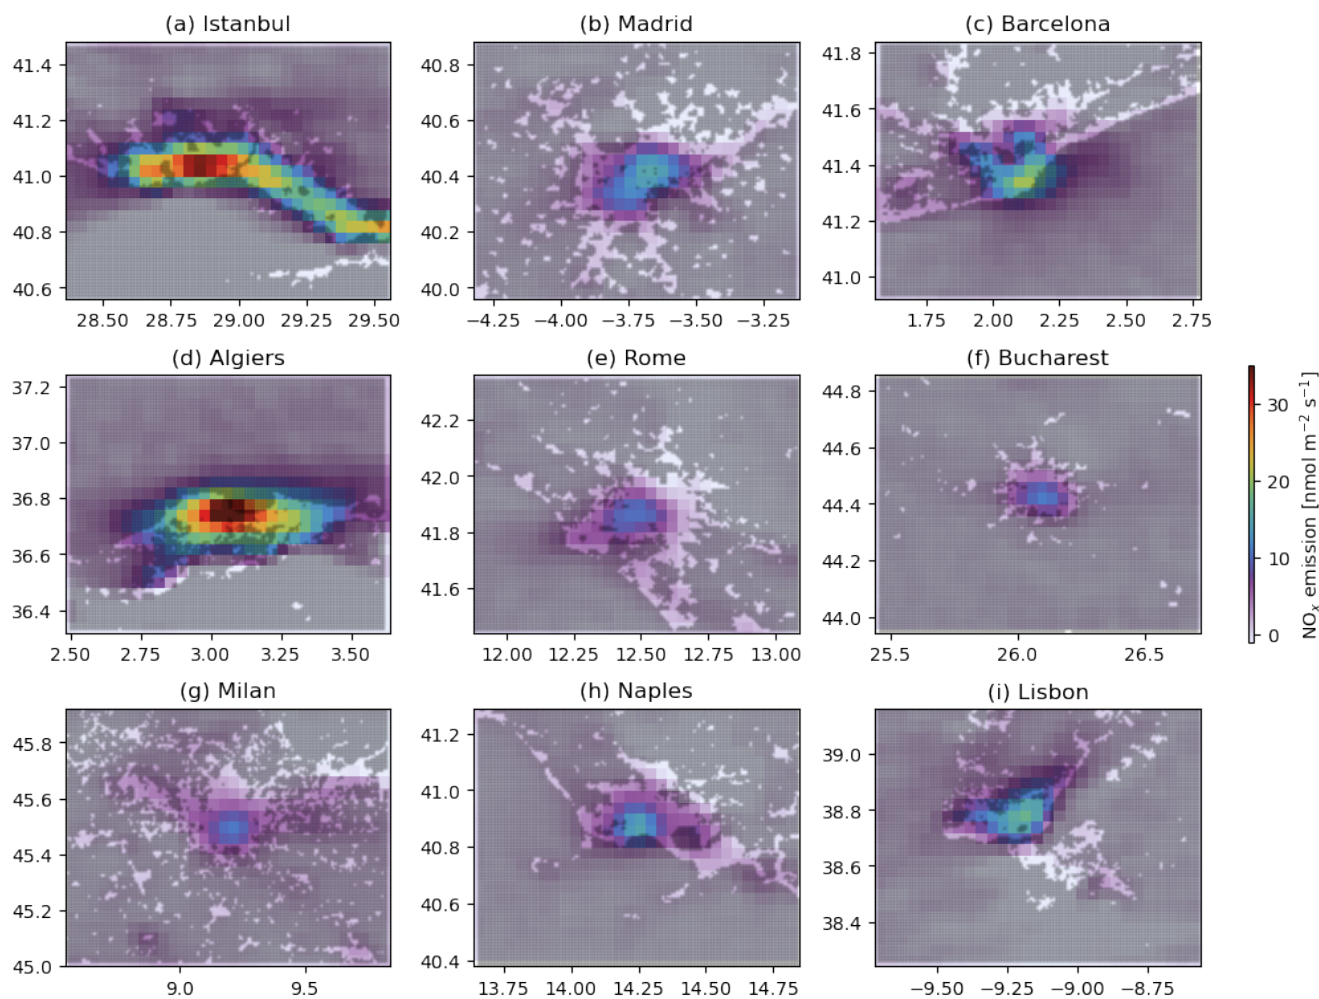 (a) Istanbul
(b) Madrid
(c) Barcelona
41.4
41.2
41.0
40.8
40.6
28.50 28.75 29.00 29.25 29.50
40.8
40.6
40.4
40.2
40.0
−4.25 −4.00 −3.75 −3.50 −3.25
41.8
41.6
41.4
41.2
41.0
1.75 2.00 2.25 2.50 2.75
(d) Algiers
(e) Rome
(f) Bucharest
37.2
37.0
36.8
36.6
36.4
2.50 2.75 3.00 3.25 3.50
42.2
42.0
41.8
41.6
12.00 12.25 12.50 12.75 13.00
44.8
44.6
44.4
44.2
44.0
25.5 26.0 26.5
30
20
10
0
NOx emission [nmol m−2 s−1]
(g) Milan
(h) Naples
(i) Lisbon
45.8
45.6
45.4
45.2
45.0
9.0 9.5
41.2
41.0
40.8
40.6
40.4
13.75 14.00 14.25 14.50 14.75
39.0
38.8
38.6
38.4
−9.50 −9.25 −9.00 −8.75